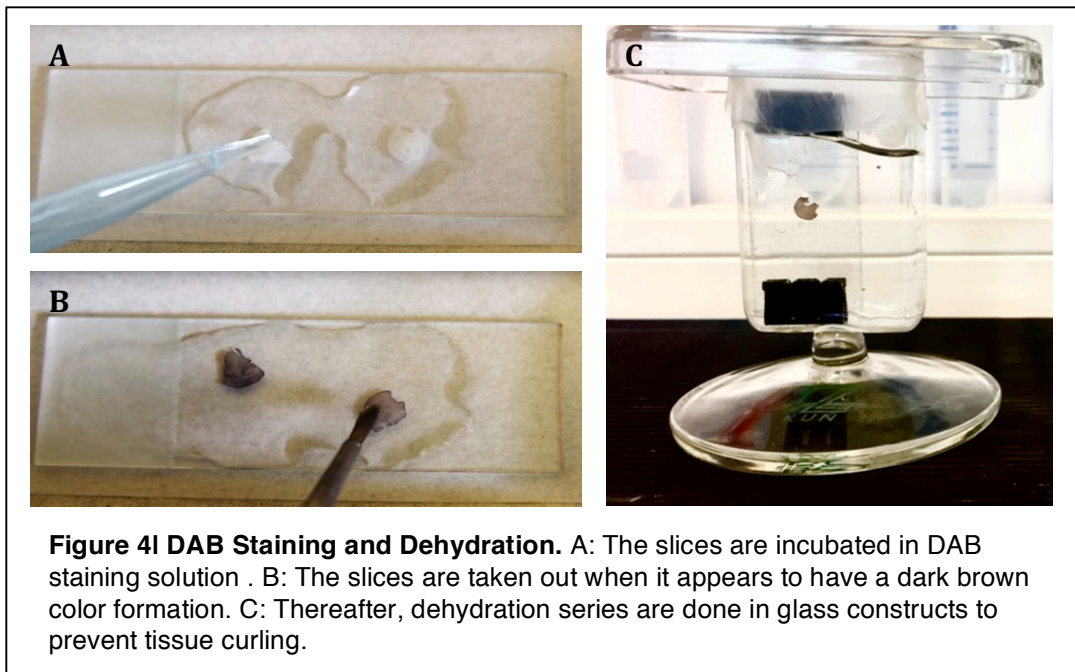 A
C
B
KUN
Figure 4| DAB Staining and Dehydration. A: The slices are incubated in DAB
staining solution . B: The slices are taken out when it appears to have a dark brown
color formation. C: Thereafter, dehydration series are done in glass constructs to
prevent tissue curling.